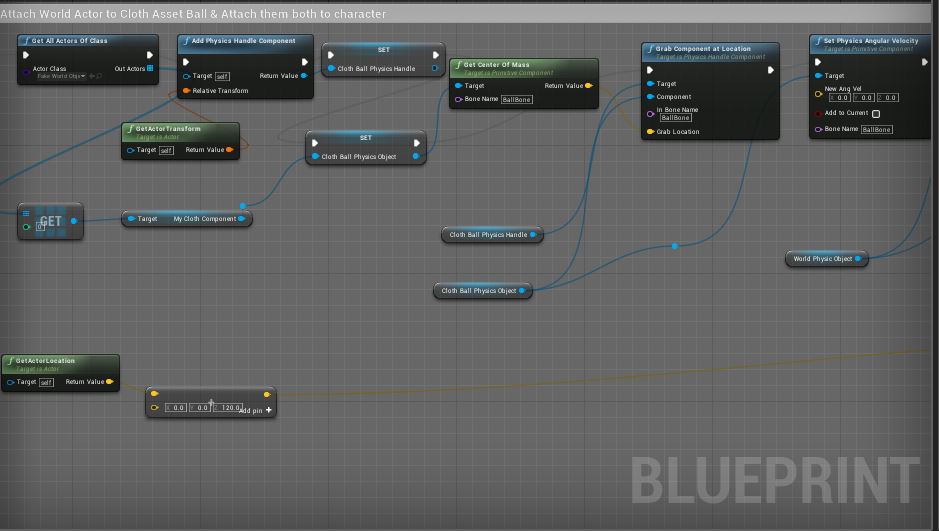 Attach World Actor to Cloth Asset Ball & Attach them both to character
Get All Actors Of Class
Actor Class
Out Actors
Add Physics Handle Component
Target self
Return Value
Relative Transform
SET
Cloth Ball Physics Handle
Get Center Of Mass
Target is Primitive Component
Target
Return Value
Bone Name BallBone
Grab Component at Location
Target is Physics Handle Component
Target
Component
In Bone Name
BallBone
Grab Location
Set Physics Angular Velocity
Target is Primitive Component
Target
New Ang Vel
X 0.0 Y 0.0 Z 0.0
Add to Current
Bone Name BallBone
GetActorTransform
Target is Actor
Target self
Return Value
SET
Cloth Ball Physics Object
GET
0
Target
My Cloth Component
Cloth Ball Physics Handle
World Physic Object
Cloth Ball Physics Object
GetActorLocation
Target is Actor
Target self
Return Value
X 0.0 Y 0.0 Z 120.0
Add pin +
BLUEPRINT